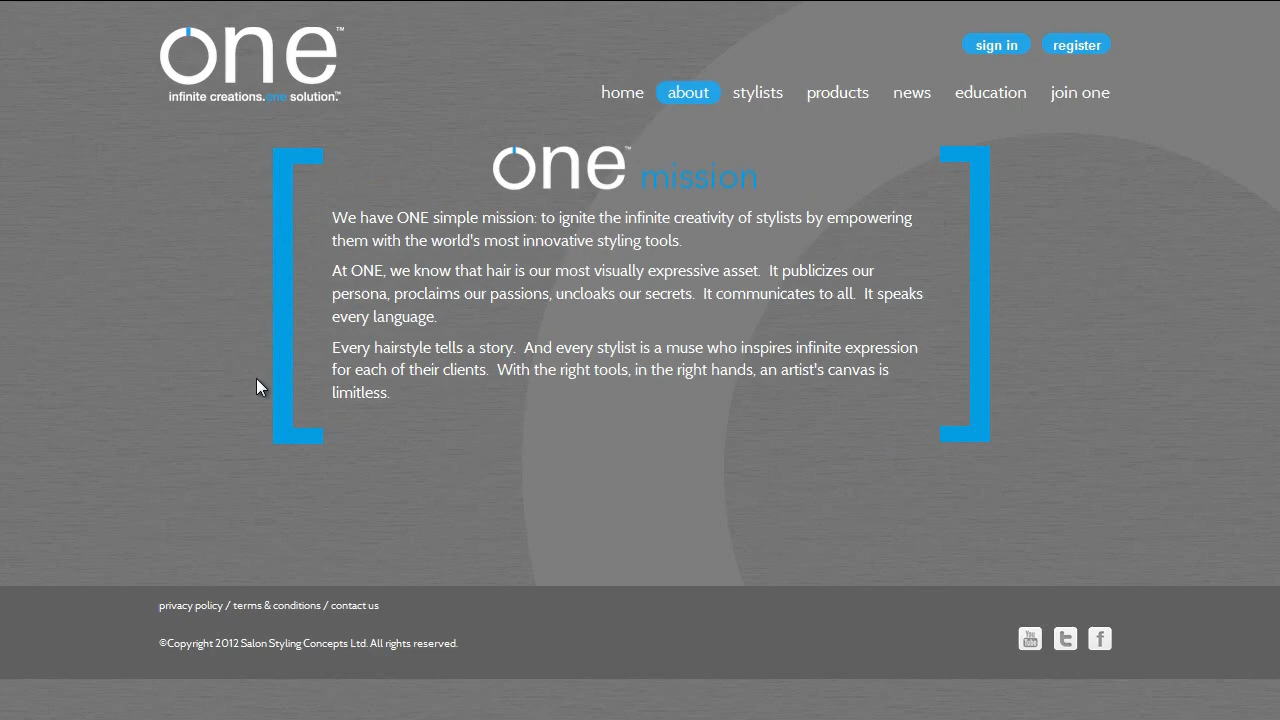 one™
infinite creations.one solution.™
sign in
register
home about stylists products news education join one
one™ mission
We have ONE simple mission: to ignite the infinite creativity of stylists by empowering
them with the world's most innovative styling tools.
At ONE, we know that hair is our most visually expressive asset.  It publicizes our
persona, proclaims our passions, uncloaks our secrets.  It communicates to all.  It speaks
every language.
Every hairstyle tells a story.  And every stylist is a muse who inspires infinite expression
for each of their clients.  With the right tools, in the right hands, an artist's canvas is
limitless.
privacy policy / terms & conditions / contact us
©Copyright 2012 Salon Styling Concepts Ltd. All rights reserved.
You Tube t f